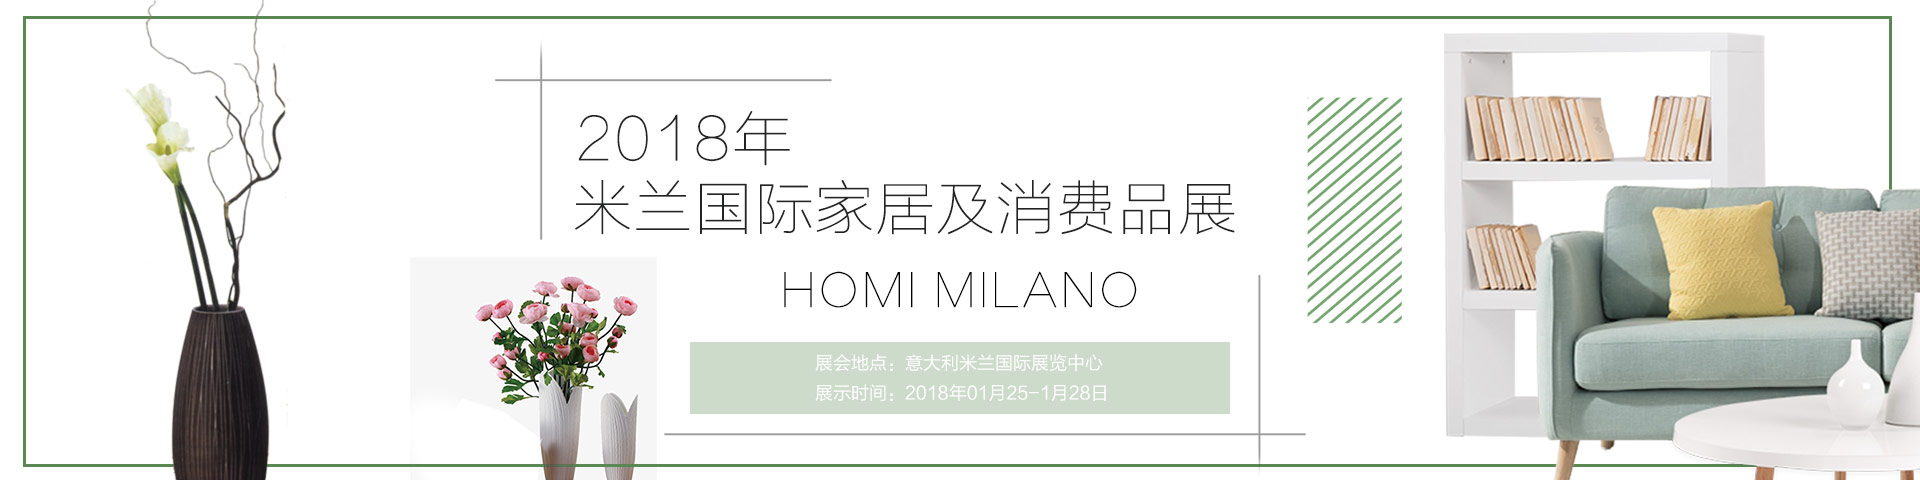 2018年
米兰国际家居及消费品展
HOMI MILANO
展会地点：意大利米兰国际展览中心
展示时间：2018年01月25-1月28日